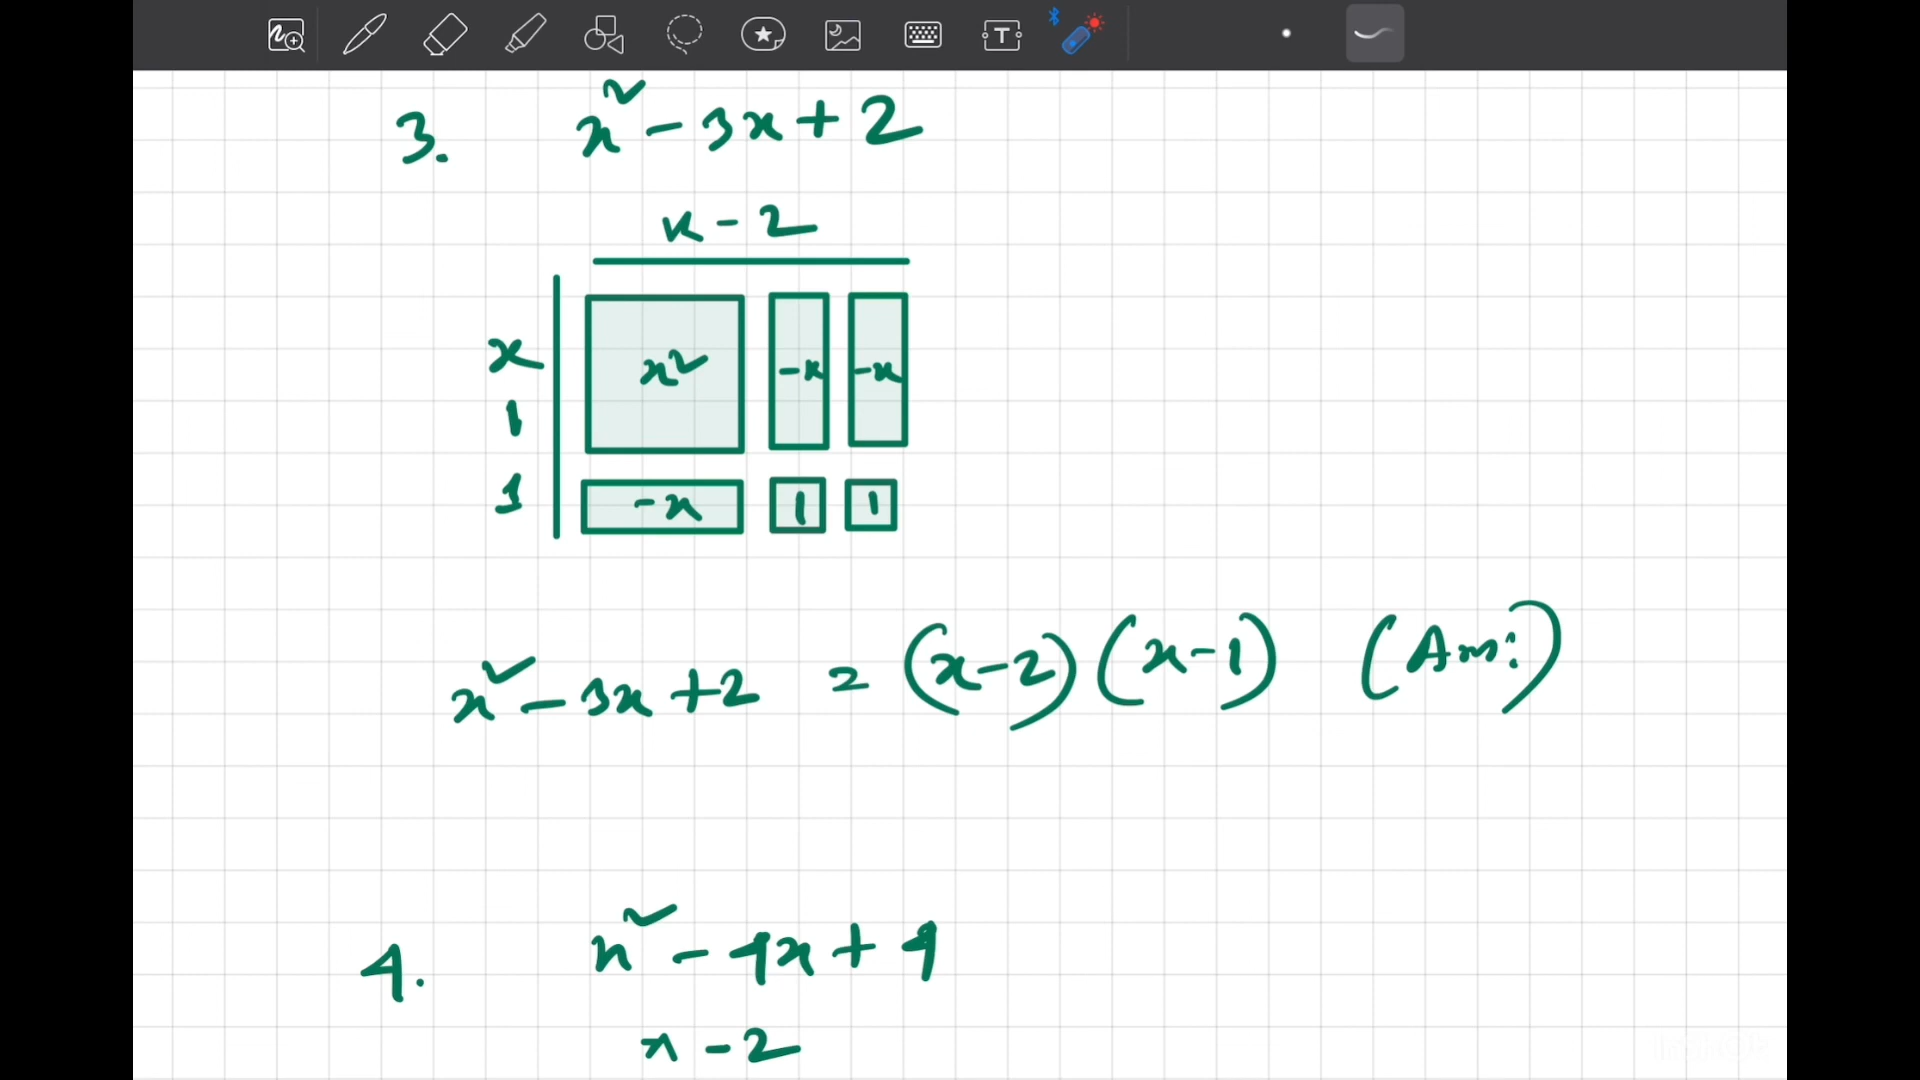 3. x² - 3x + 2
x - 2
x
x² -x -x
1
1 -x 1 1
x² - 3x + 2 = (x-2) (x-1) (Ans:)
4. x² - 4x + 4
x - 2